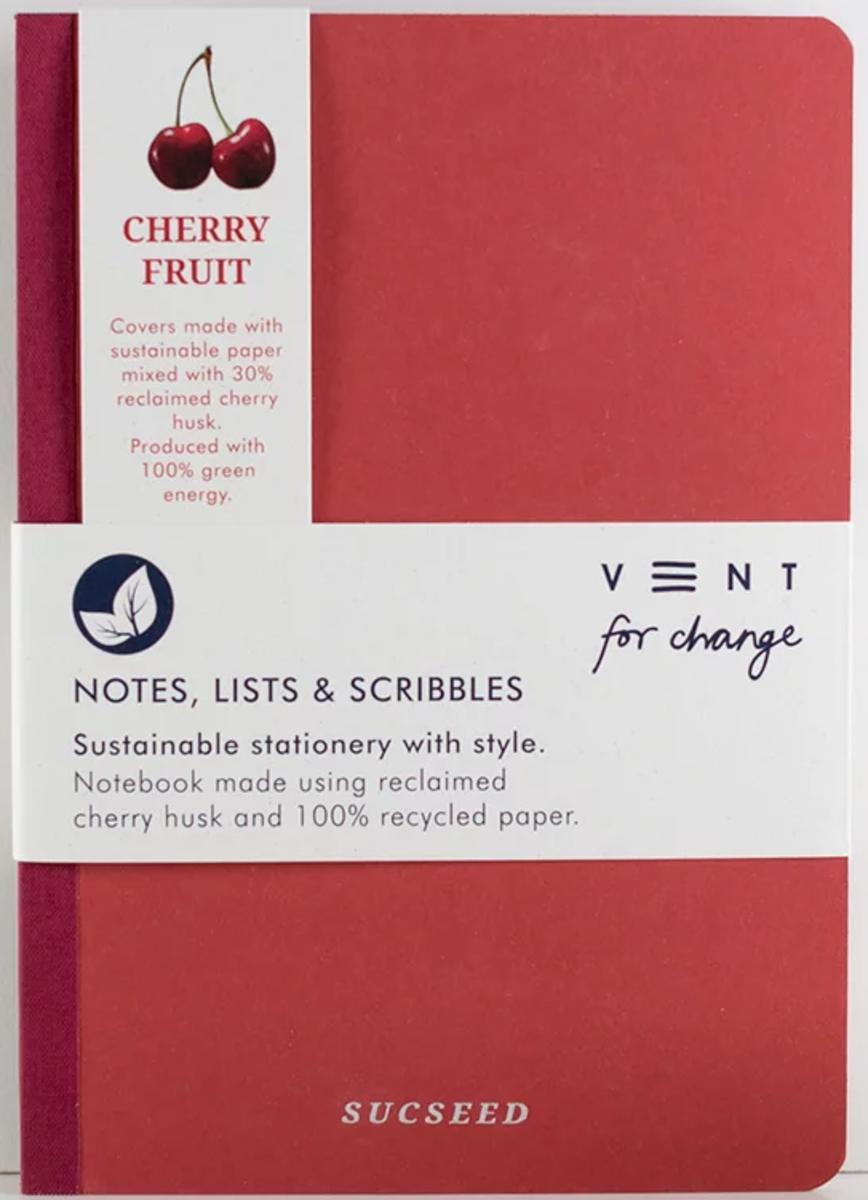 CHERRY
FRUIT
Covers made with
sustainable paper
mixed with 30%
reclaimed cherry
husk.
Produced with
100% green
energy.
VENT
for change
NOTES, LISTS & SCRIBBLES
Sustainable stationery with style.
Notebook made using reclaimed
cherry husk and 100% recycled paper.
SUCSEED